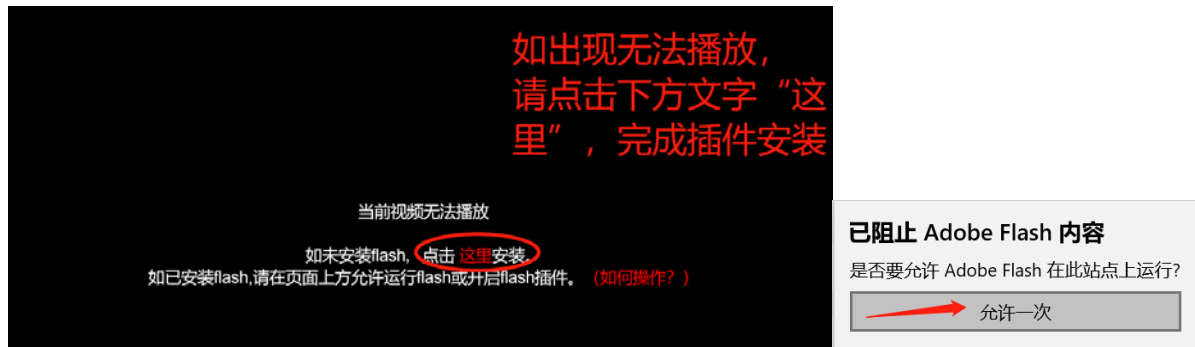 如出现无法播放，
请点击下方文字“这
里”，完成插件安装
当前视频无法播放
如未安装flash, 点击 这里安装.
如已安装flash,请在页面上方允许运行flash或开启flash插件。（如何操作？）
已阻止 Adobe Flash 内容
是否要允许 Adobe Flash 在此站点上运行?
允许一次